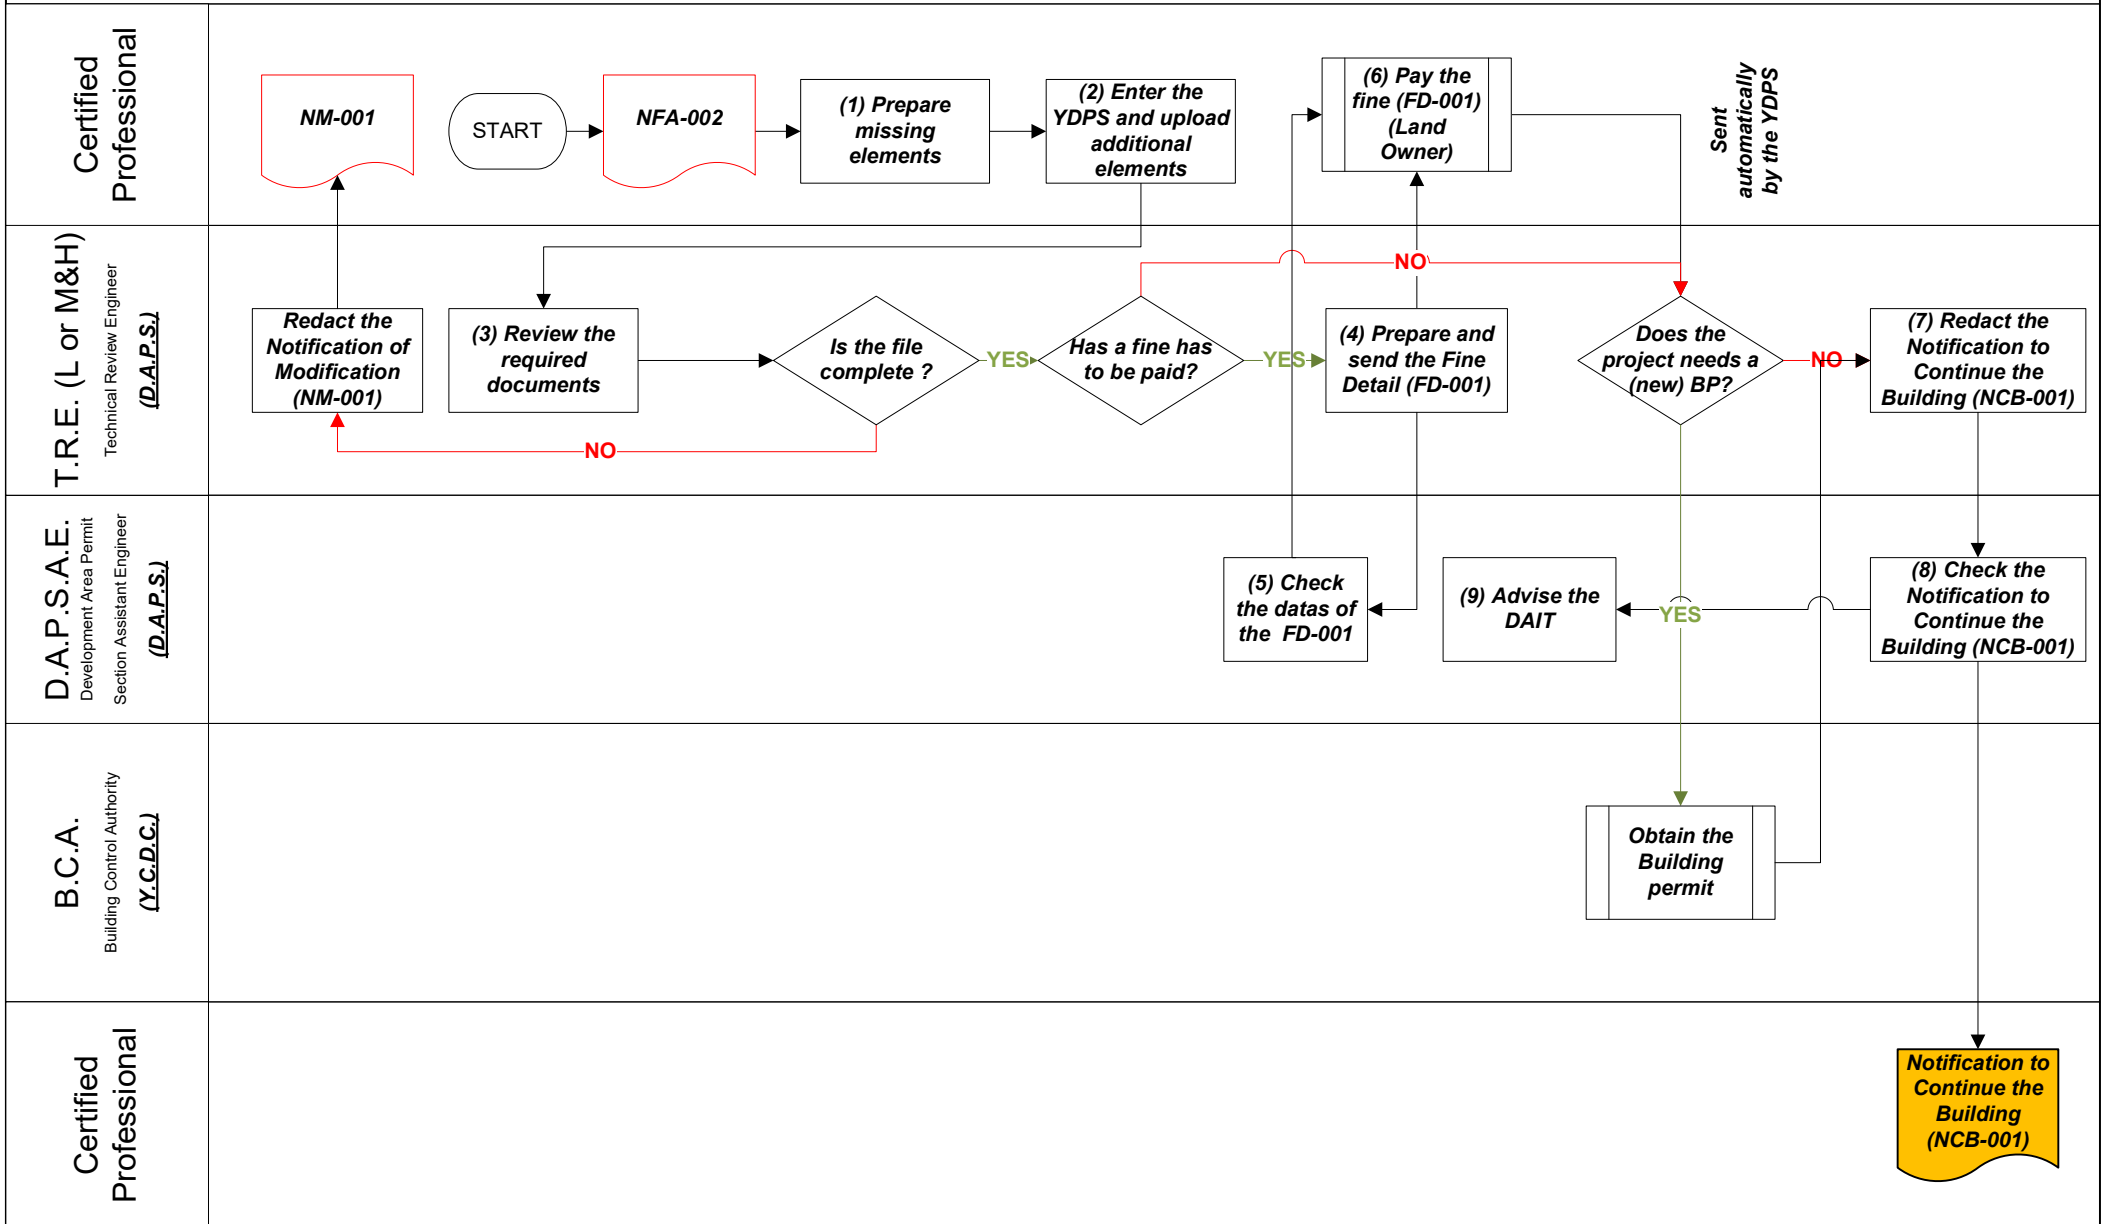 Certified
Professional
NM-001
START
NFA-002
(1) Prepare
missing
elements
(2) Enter the
YDPS and upload
additional
elements
(6) Pay the
fine (FD-001)
(Land
Owner)
Sent
automatically
by the YDPS
T.R.E. (L or M&H)
Technical Review Engineer
(D.A.P.S.)
Redact the
Notification of
Modification
(NM-001)
(3) Review the
required
documents
Is the file
complete ?
YES
NO
Has a fine has
to be paid?
YES
NO
(4) Prepare and
send the Fine
Detail (FD-001)
Does the
project needs a
(new) BP?
NO
(7) Redact the
Notification to
Continue the
Building (NCB-001)
D.A.P.S.A.E.
Development Area Permit
Section Assistant Engineer
(D.A.P.S.)
(5) Check
the datas of
the FD-001
(9) Advise the
DAIT
YES
(8) Check the
Notification to
Continue the
Building (NCB-001)
B.C.A.
Building Control Authority
(Y.C.D.C.)
Obtain the
Building
permit
Certified
Professional
Notification to
Continue the
Building
(NCB-001)